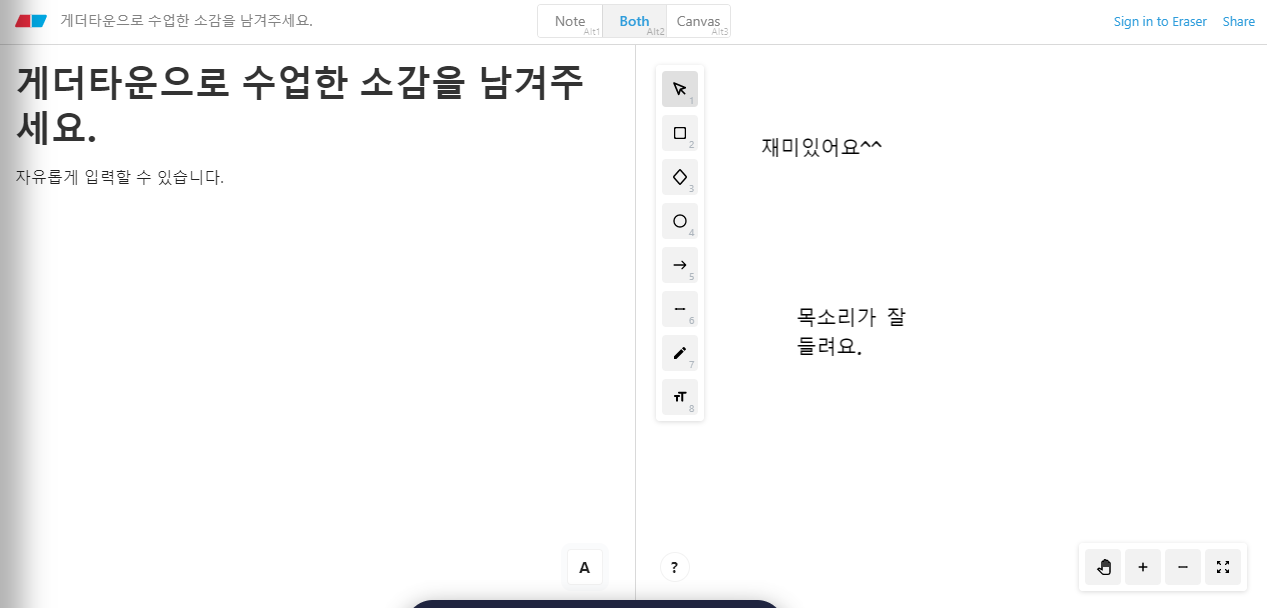 게더타운으로 수업한 소감을 남겨주세요.
Note
Alt1
Both
Alt2
Canvas
Alt3
Sign in to Eraser
Share
게더타운으로 수업한 소감을 남겨주
세요.
자유롭게 입력할 수 있습니다.
A
1
2
3
4
5
6
7
TT
8
재미있어요^^
목소리가 잘
들려요.
?
+
−